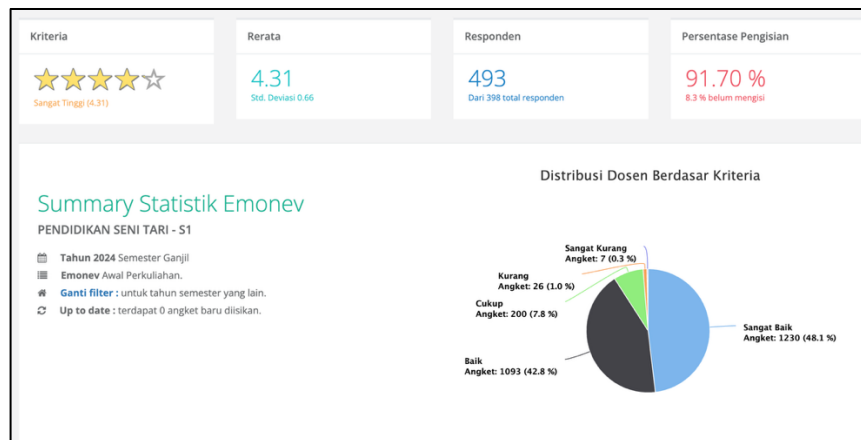 Kriteria
Sangat Tinggi (4.31)
Rerata
4.31
Std. Deviasi 0.66
Responden
493
Dari 398 total responden
Persentase Pengisian
91.70 %
8.3 % belum mengisi
Summary Statistik Emonev
PENDIDIKAN SENI TARI - S1
Tahun 2024 Semester Ganjil
Emonev Awal Perkuliahan.
Ganti filter : untuk tahun semester yang lain.
Up to date : terdapat 0 angket baru diisikan.
Distribusi Dosen Berdasar Kriteria
Sangat Kurang
Angket: 7 (0.3 %)
Kurang
Angket: 26 (1.0 %)
Cukup
Angket: 200 (7.8 %)
Sangat Baik
Angket: 1230 (48.1 %)
Baik
Angket: 1093 (42.8 %)